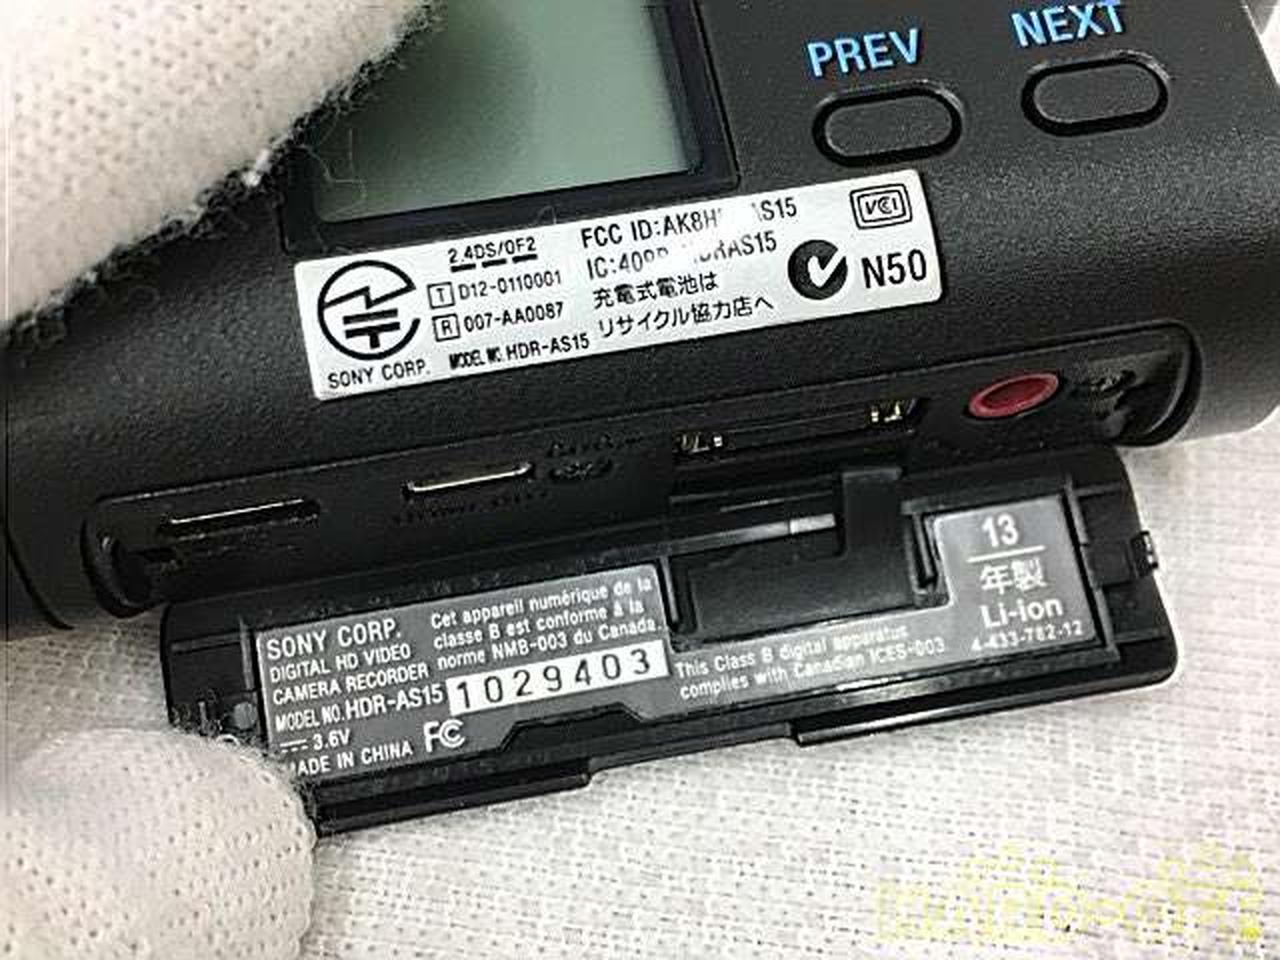 PREV
NEXT
2.4DS/OF2
T D12-0110001
R 007-AA0087
SONY CORP.
MODEL NO. HDR-AS15
FCC ID:AK8H AS15
IC:409 HDRAS15
充電式電池は
リサイクル協力店へ
VCCI
N50
SONY CORP.
DIGITAL HD VIDEO
CAMERA RECORDER
MODEL NO. HDR-AS15
3.6V
MADE IN CHINA
FC
Cet appareil numérique de la
classe B est conforme à la
norme NMB-003 du Canada.
1029403
This Class B digital apparatus
complies with Canadian ICES-003
13
年製
Li-ion
4-433-782-12